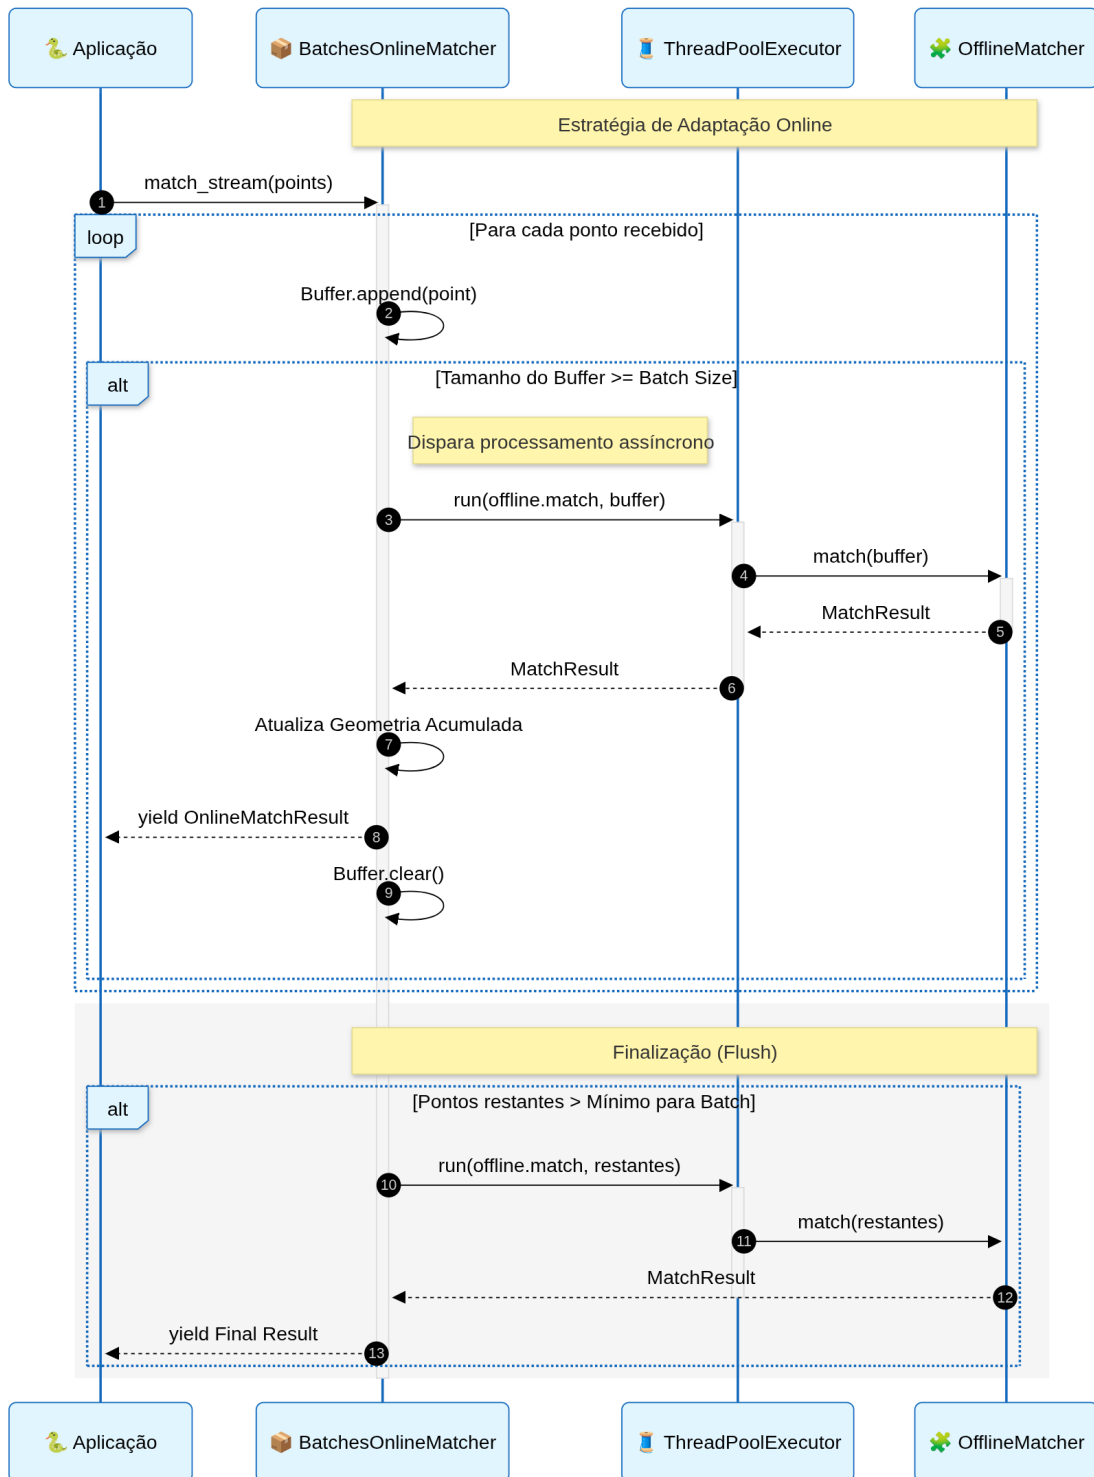 🐍 Aplicação
📦 BatchesOnlineMatcher
🧵 ThreadPoolExecutor
🧩 OfflineMatcher
Estratégia de Adaptação Online
match_stream(points)
1
loop
[Para cada ponto recebido]
Buffer.append(point)
2
alt
[Tamanho do Buffer >= Batch Size]
Dispara processamento assíncrono
run(offline.match, buffer)
3
match(buffer)
4
MatchResult
5
MatchResult
6
Atualiza Geometria Acumulada
7
yield OnlineMatchResult
8
Buffer.clear()
9
Finalização (Flush)
alt
[Pontos restantes > Mínimo para Batch]
run(offline.match, restantes)
10
match(restantes)
11
MatchResult
12
yield Final Result
13
🐍 Aplicação
📦 BatchesOnlineMatcher
🧵 ThreadPoolExecutor
🧩 OfflineMatcher